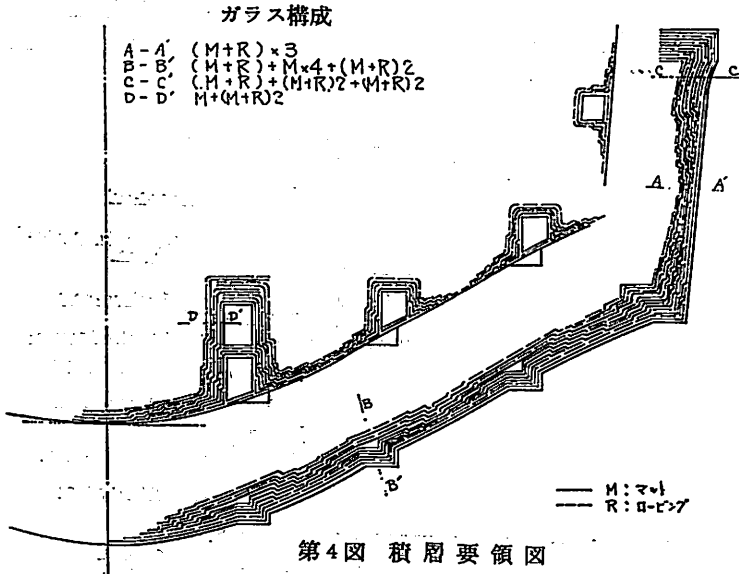 ガラス構成
A-A′ (M+R)×3
B-B′ (M+R)+M×4+(M+R)2
C-C′ (M+R)+(M+R)2+(M+R)2
D-D′ M+(M+R)2
C C
A A′
D D′
B
B′
M:マット
R:ロービング
第4図 積層要領図